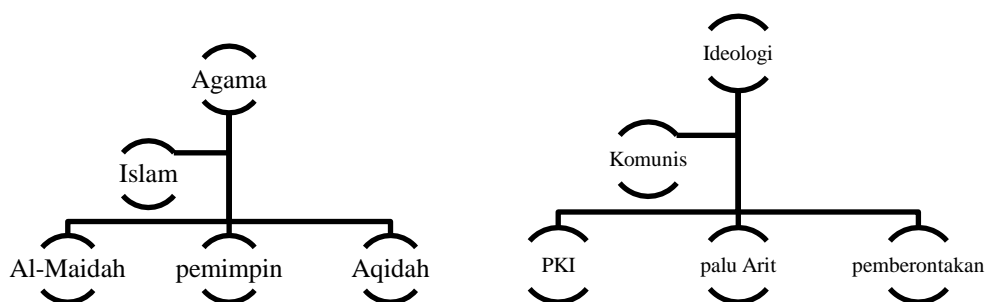 Agama
Islam
Al-Maidah
pemimpin
Aqidah
Ideologi
Komunis
PKI
palu Arit
pemberontakan